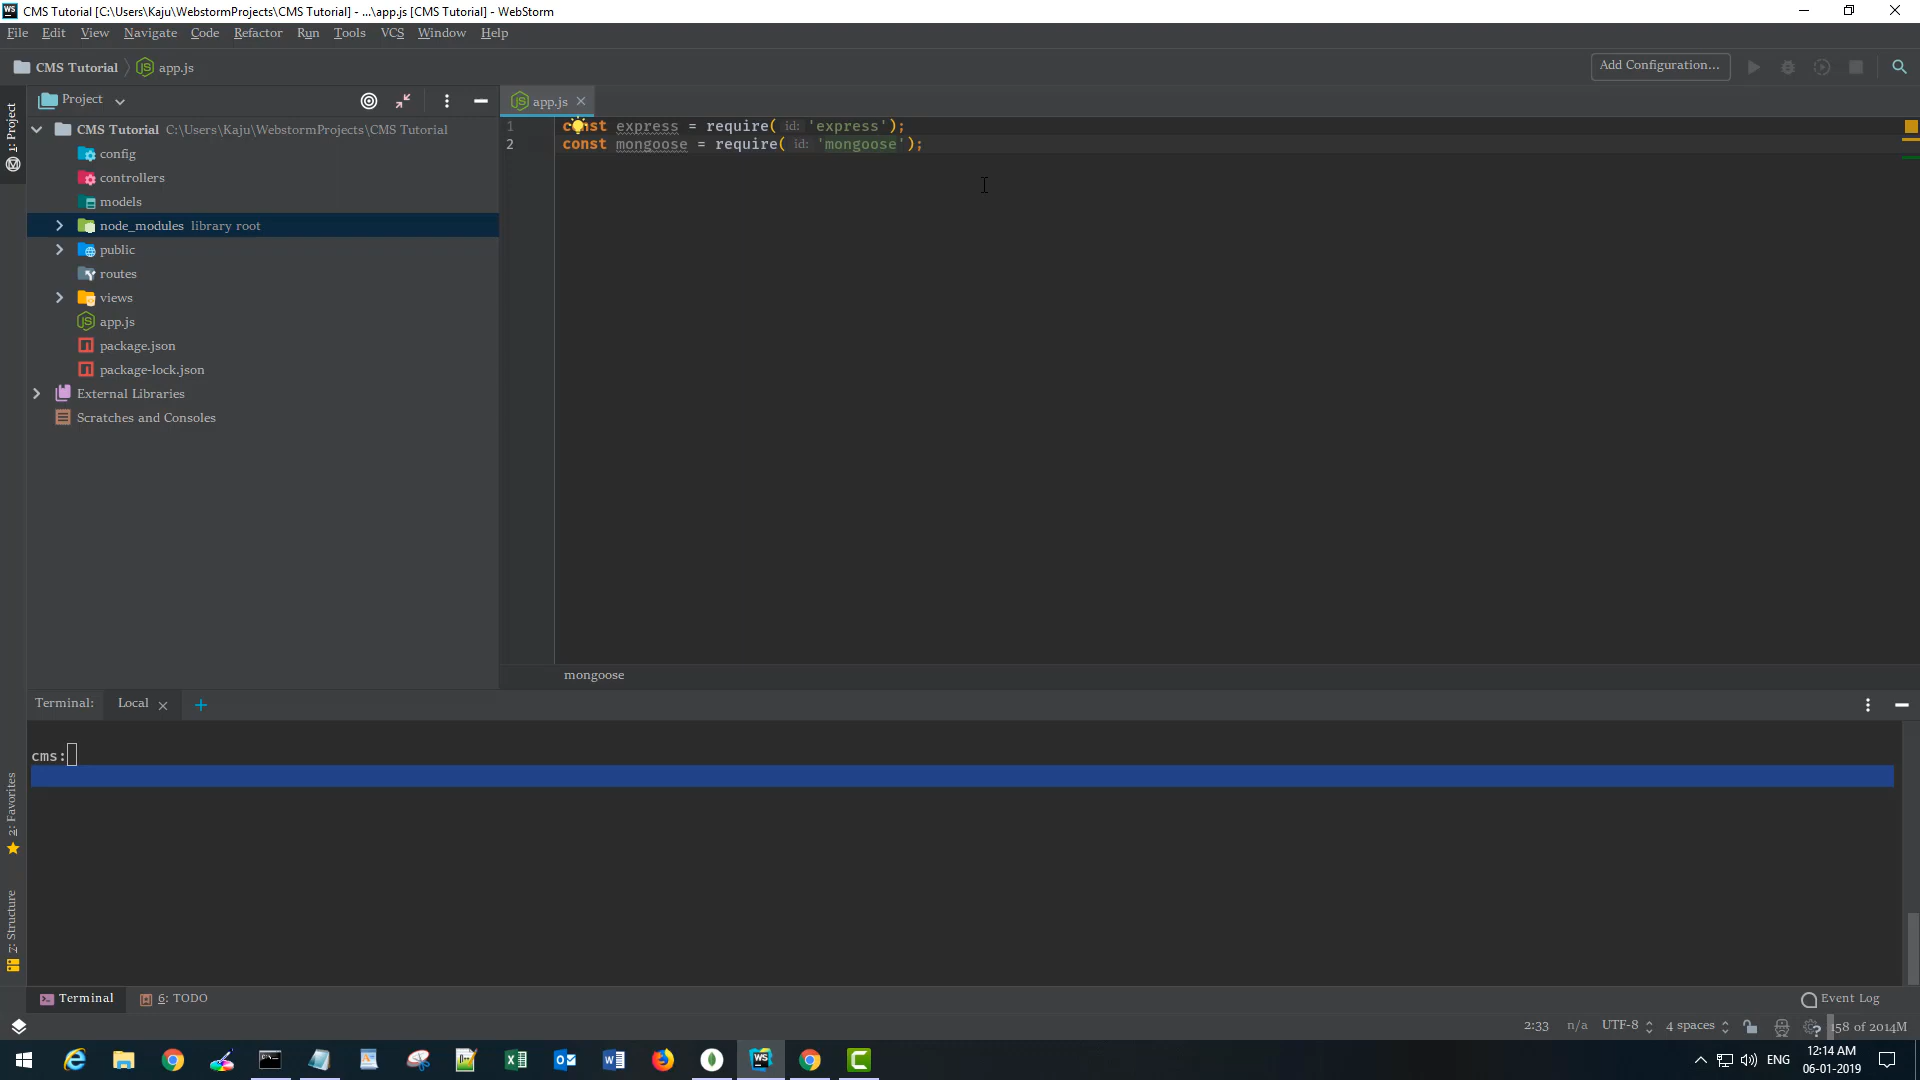 CMS Tutorial [C:\Users\Kaju\WebstormProjects\CMS Tutorial] - ...\app.js [CMS Tutorial] - WebStorm
File Edit View Navigate Code Refactor Run Tools VCS Window Help
CMS Tutorial app.js Add Configuration...
1: Project
Project
app.js
CMS Tutorial C:\Users\Kaju\WebstormProjects\CMS Tutorial
config
controllers
models
node_modules library root
public
routes
views
app.js
package.json
package-lock.json
External Libraries
Scratches and Consoles
1 const express = require( id: 'express');
2 const mongoose = require( id: 'mongoose');
mongoose
Terminal: Local
cms:
2: Favorites
7: Structure
Terminal 6: TODO Event Log
2:33 n/a UTF-8 4 spaces 158 of 2014M
ENG 12:14 AM
06-01-2019